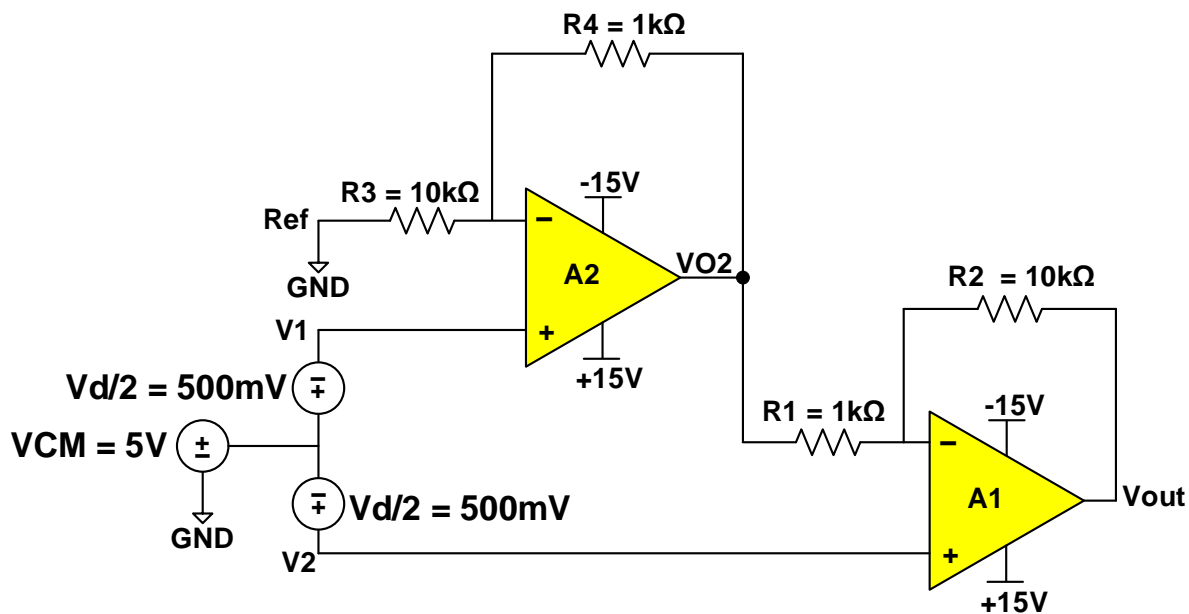 R4 = 1kΩ
R3 = 10kΩ
-15V
Ref
GND
A2
VO2
R2 = 10kΩ
V1
+15V
Vd/2 = 500mV
R1 = 1kΩ
-15V
VCM = 5V
Vd/2 = 500mV
A1
Vout
GND
V2
+15V